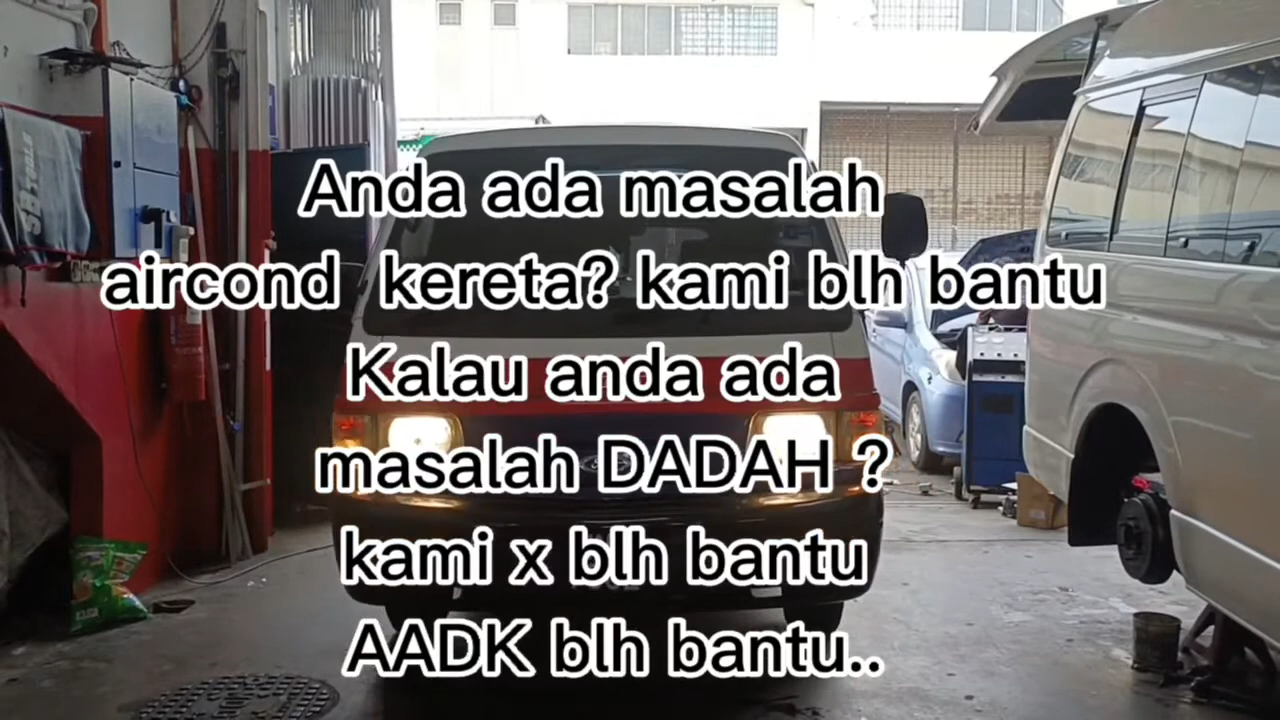 Anda ada masalah
aircond kereta? kami blh bantu
Kalau anda ada
masalah DADAH ?
kami x blh bantu
AADK blh bantu..